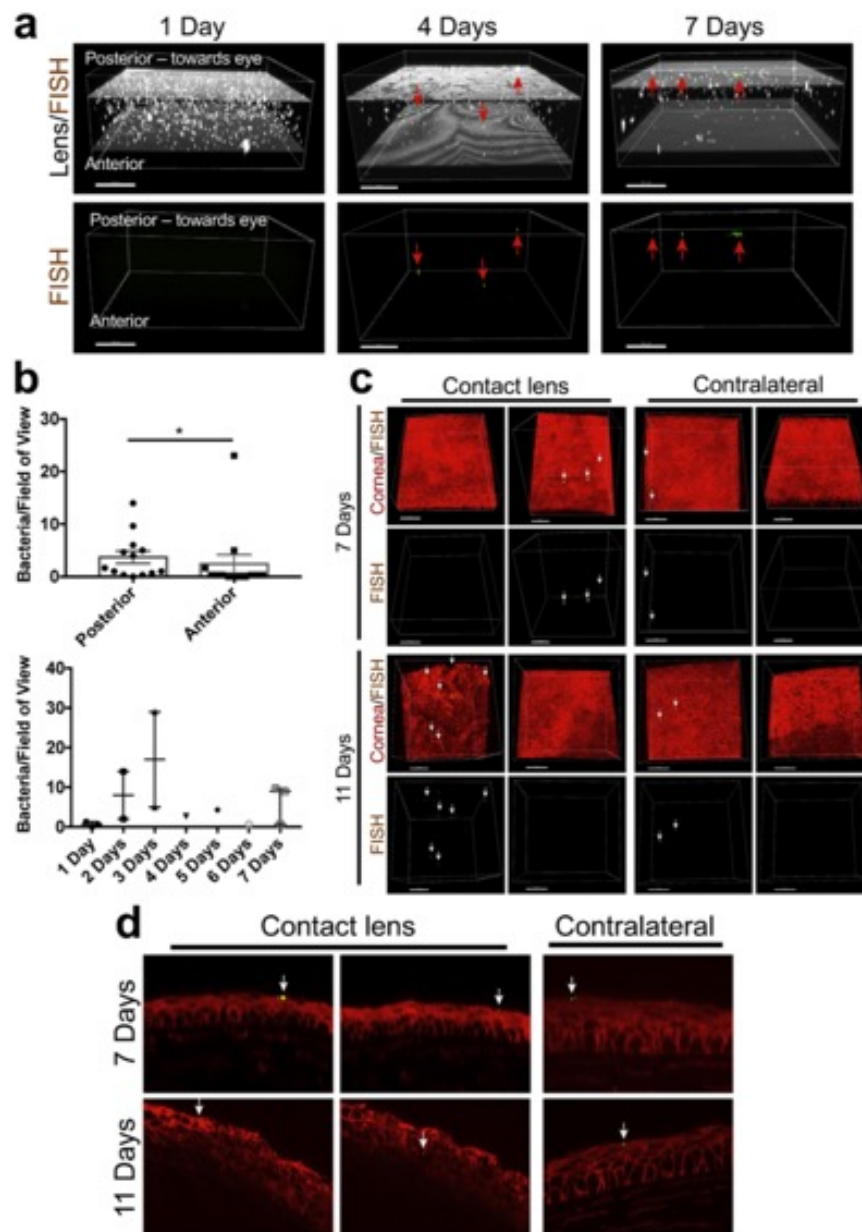 a
1 Day
4 Days
7 Days
Lens/FISH
Posterior – towards eye
Anterior
FISH
Posterior – towards eye
Anterior
b
Bacteria/Field of View
30
20
10
0
*
Posterior
Anterior
Bacteria/Field of View
40
30
20
10
0
1 Day
2 Days
3 Days
4 Days
5 Days
6 Days
7 Days
c
Contact lens
Contralateral
7 Days
Cornea/FISH
FISH
11 Days
Cornea/FISH
FISH
d
Contact lens
Contralateral
7 Days
11 Days